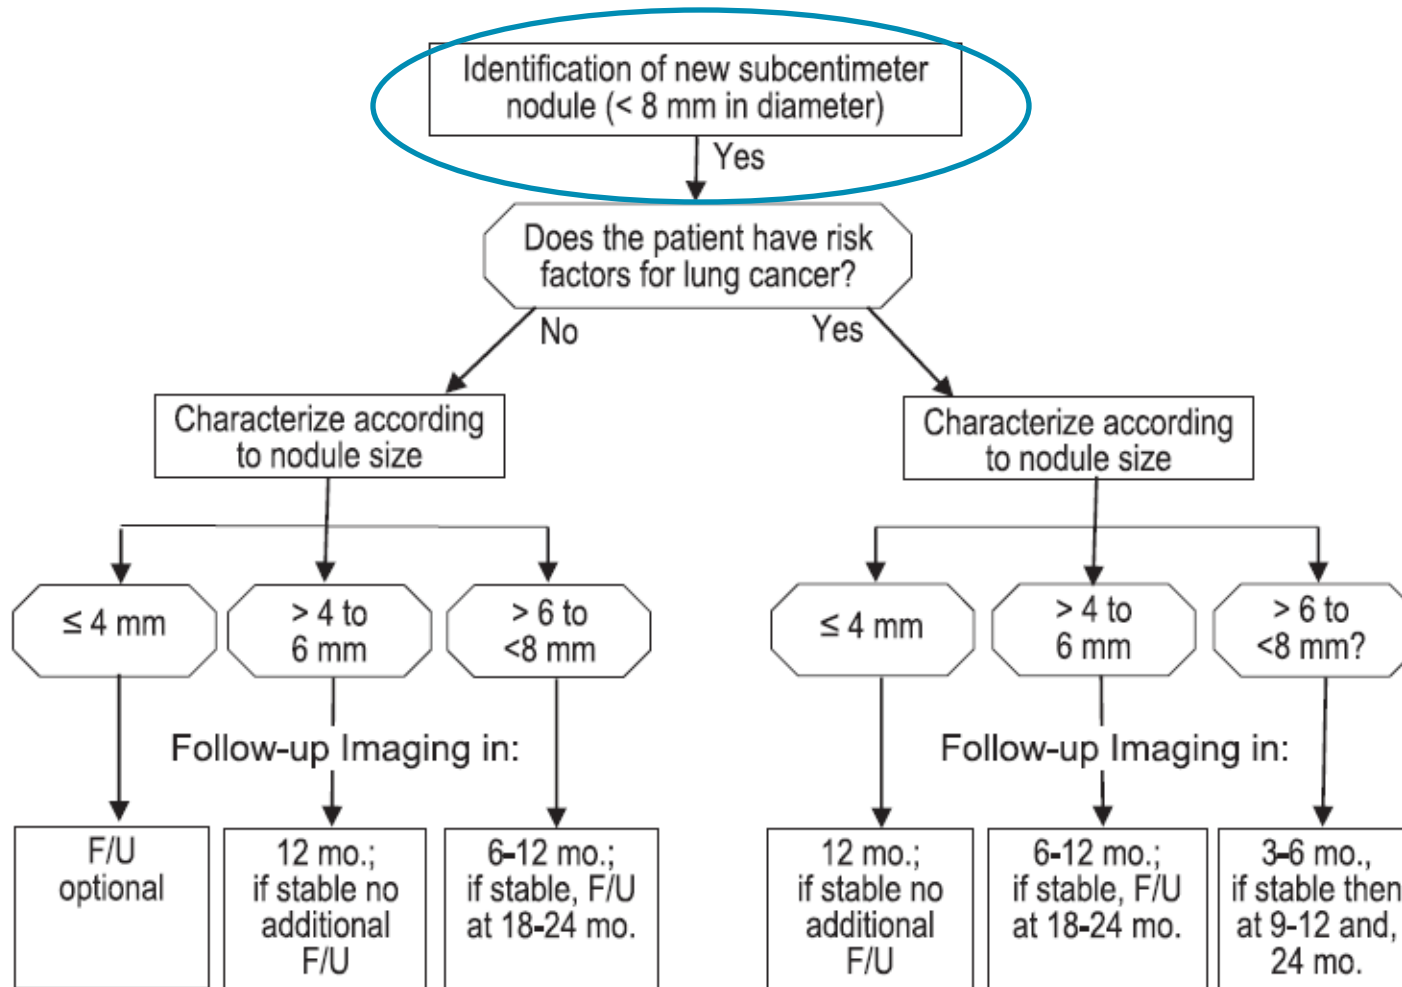 Identification of new subcentimeter
nodule (< 8 mm in diameter)
Yes
Does the patient have risk
factors for lung cancer?
No
Yes
Characterize according
to nodule size
Characterize according
to nodule size
≤ 4 mm
> 4 to
6 mm
> 6 to
<8 mm
≤ 4 mm
> 4 to
6 mm
> 6 to
<8 mm?
Follow-up Imaging in:
Follow-up Imaging in:
F/U
optional
12 mo.;
if stable no
additional
F/U
6-12 mo.;
if stable, F/U
at 18-24 mo.
12 mo.;
if stable no
additional
F/U
6-12 mo.;
if stable, F/U
at 18-24 mo.
3-6 mo.,
if stable then
at 9-12 and,
24 mo.